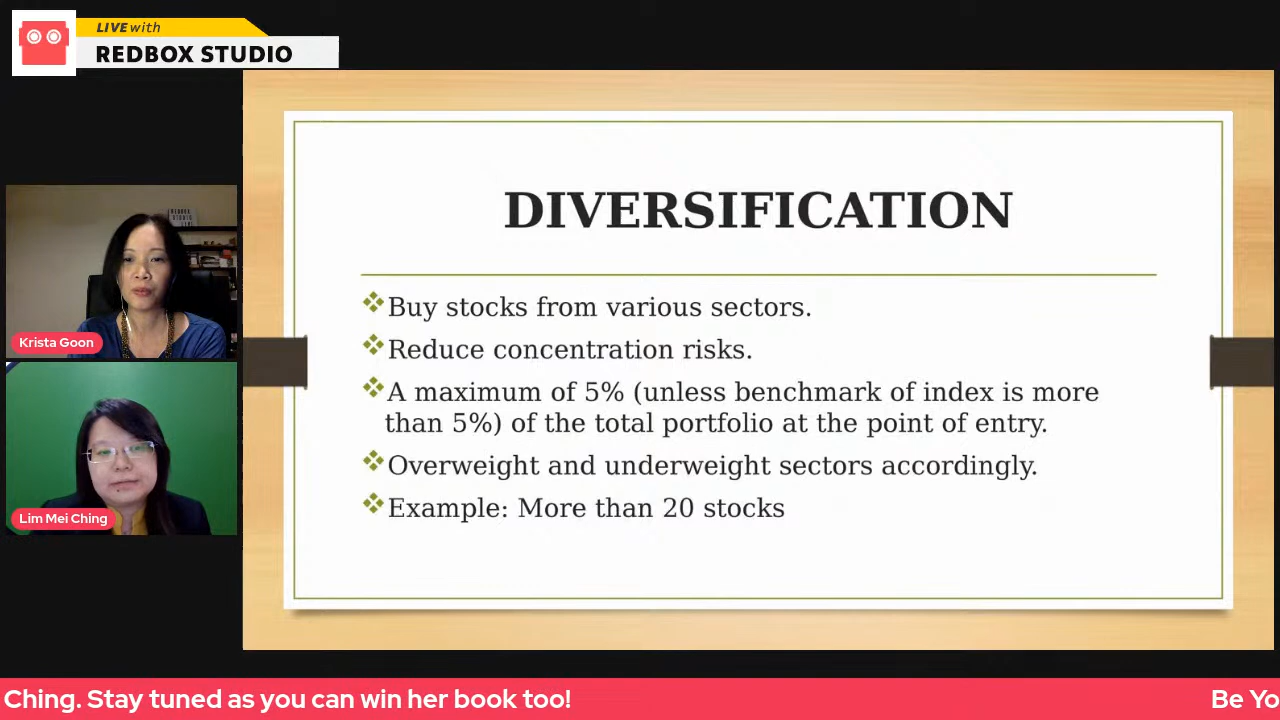 LIVE with
REDBOX STUDIO
DIVERSIFICATION
Buy stocks from various sectors.
Reduce concentration risks.
A maximum of 5% (unless benchmark of index is more
than 5%) of the total portfolio at the point of entry.
Overweight and underweight sectors accordingly.
Example: More than 20 stocks
Krista Goon
Lim Mei Ching
Ching. Stay tuned as you can win her book too!
Be Yo